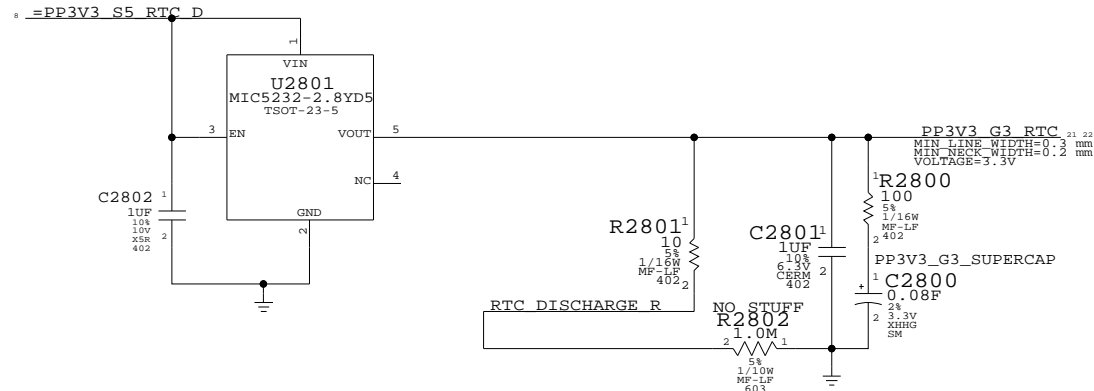 8 =PP3V3_S5_RTC_D
1
VIN
U2801
MIC5232-2.8YD5
TSOT-23-5
3 EN
VOUT 5
PP3V3_G3_RTC 21 22
MIN_LINE_WIDTH=0.3 mm
MIN_NECK_WIDTH=0.2 mm
VOLTAGE=3.3V
NC 4
GND
2
C2802 1
1UF
10%
10V
X5R
402
2
R2801 1
10
5%
1/16W
MF-LF
402 2
C2801 1
1UF
10%
6.3V
CERM
402
2
1 R2800
100
5%
1/16W
MF-LF
402
2
PP3V3_G3_SUPERCAP
1
+ C2800
0.08F
2%
3.3V
XHHG
SM
2
RTC_DISCHARGE_R
NO STUFF
R2802
1.0M
2 1
5%
1/10W
MF-LF
603